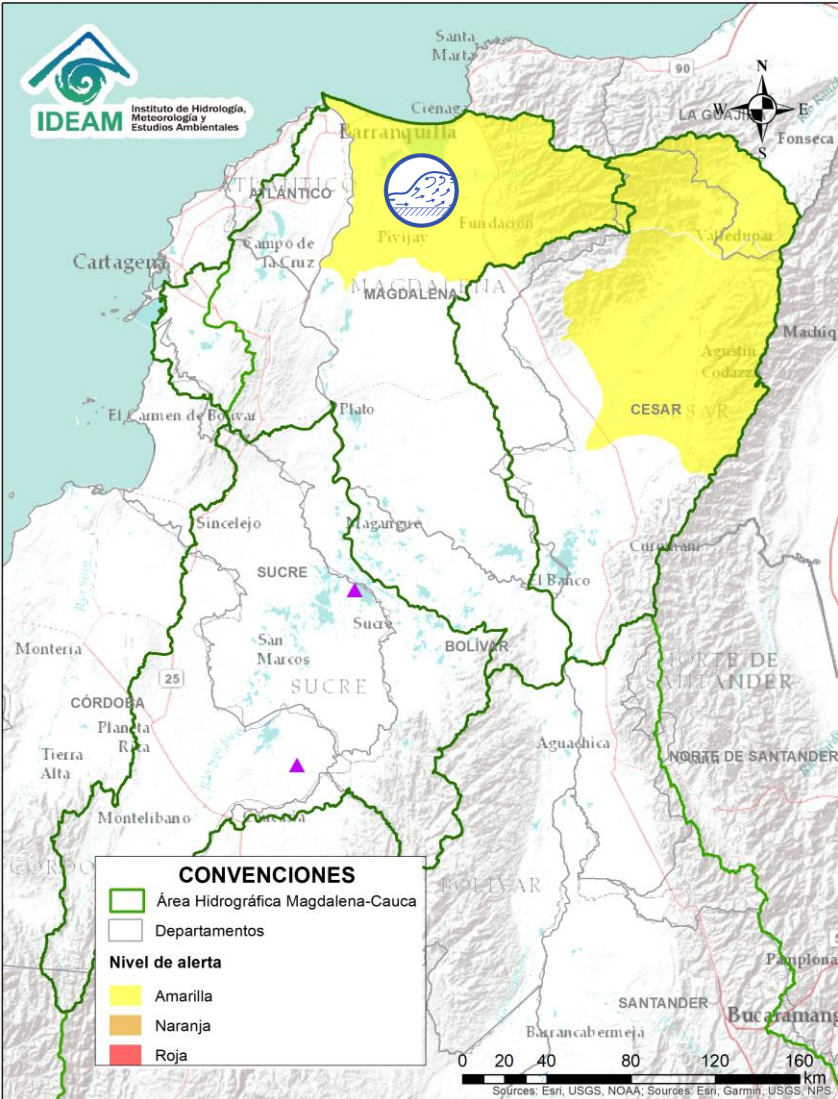 IDEAM
Instituto de Hidrología,
Meteorología y
Estudios Ambientales
Santa
Marta
90
N
W
E
S
Ciénaga
LA GUAJIRA
Fonseca
Barranquilla
ATLÁNTICO
Fundación
Pivijay
Valledupar
Campo de
la Cruz
Cartagena
MAGDALENA
MAGDALENA
Agustín
Codazzi
El Carmen de Bolívar
Plato
CESAR
Sincelejo
Magangue
SUCRE
El Banco
Sucre
San
Marcos
BOLÍVAR
Montería
SUCRE
NORTE DE
SANTANDER
25
CÓRDOBA
Planeta
Rica
Tierra
Alta
Aguachica
NORTE DE SANTANDER
Montelibano
BOLÍVAR
CONVENCIONES
Área Hidrográfica Magdalena-Cauca
Departamentos
Nivel de alerta
Amarilla
Naranja
Roja
Pamplona
SANTANDER
Bucaramang
Barrancabermeja
0 20 40 80 120 160
km
Sources: Esri, USGS, NOAA; Sources: Esri, Garmin, USGS, NPS